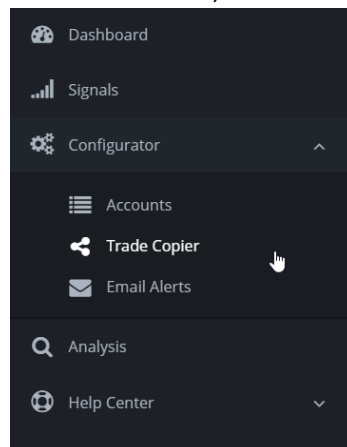 Dashboard
Signals
Configurator
Accounts
Trade Copier
Email Alerts
Analysis
Help Center